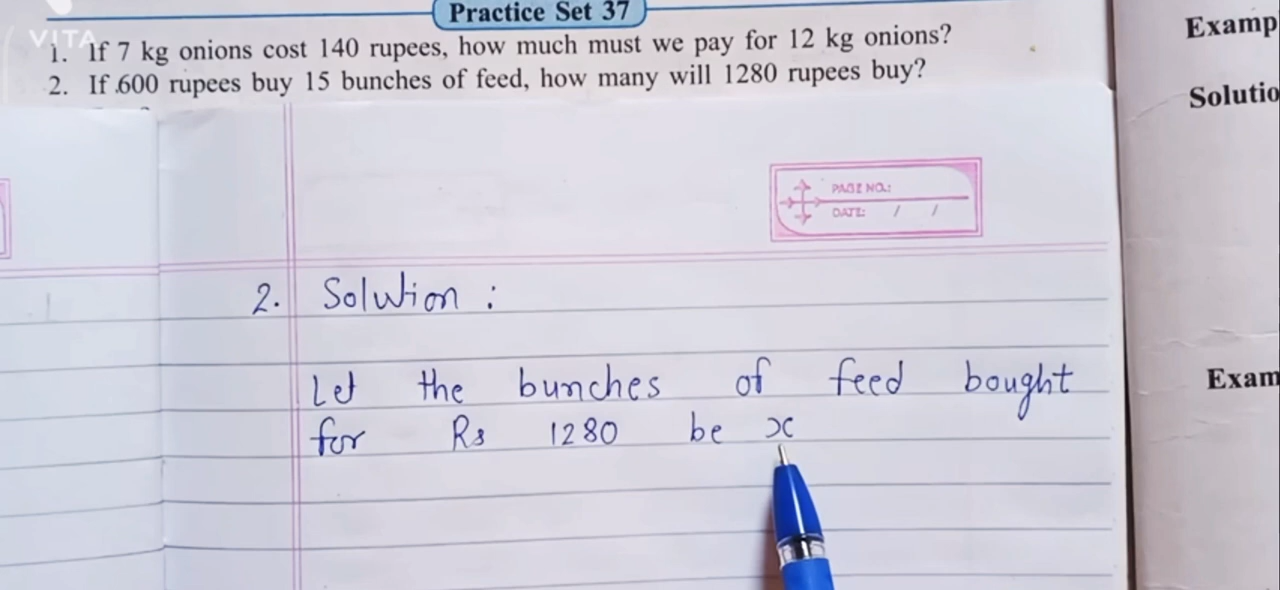 Practice Set 37
VITA
1. If 7 kg onions cost 140 rupees, how much must we pay for 12 kg onions?
2. If 600 rupees buy 15 bunches of feed, how many will 1280 rupees buy?
Examp
Solutio
Exam
PAGE NO.:
DATE: / /
2. Solution :
Let the bunches of feed bought
for Rs 1280 be x